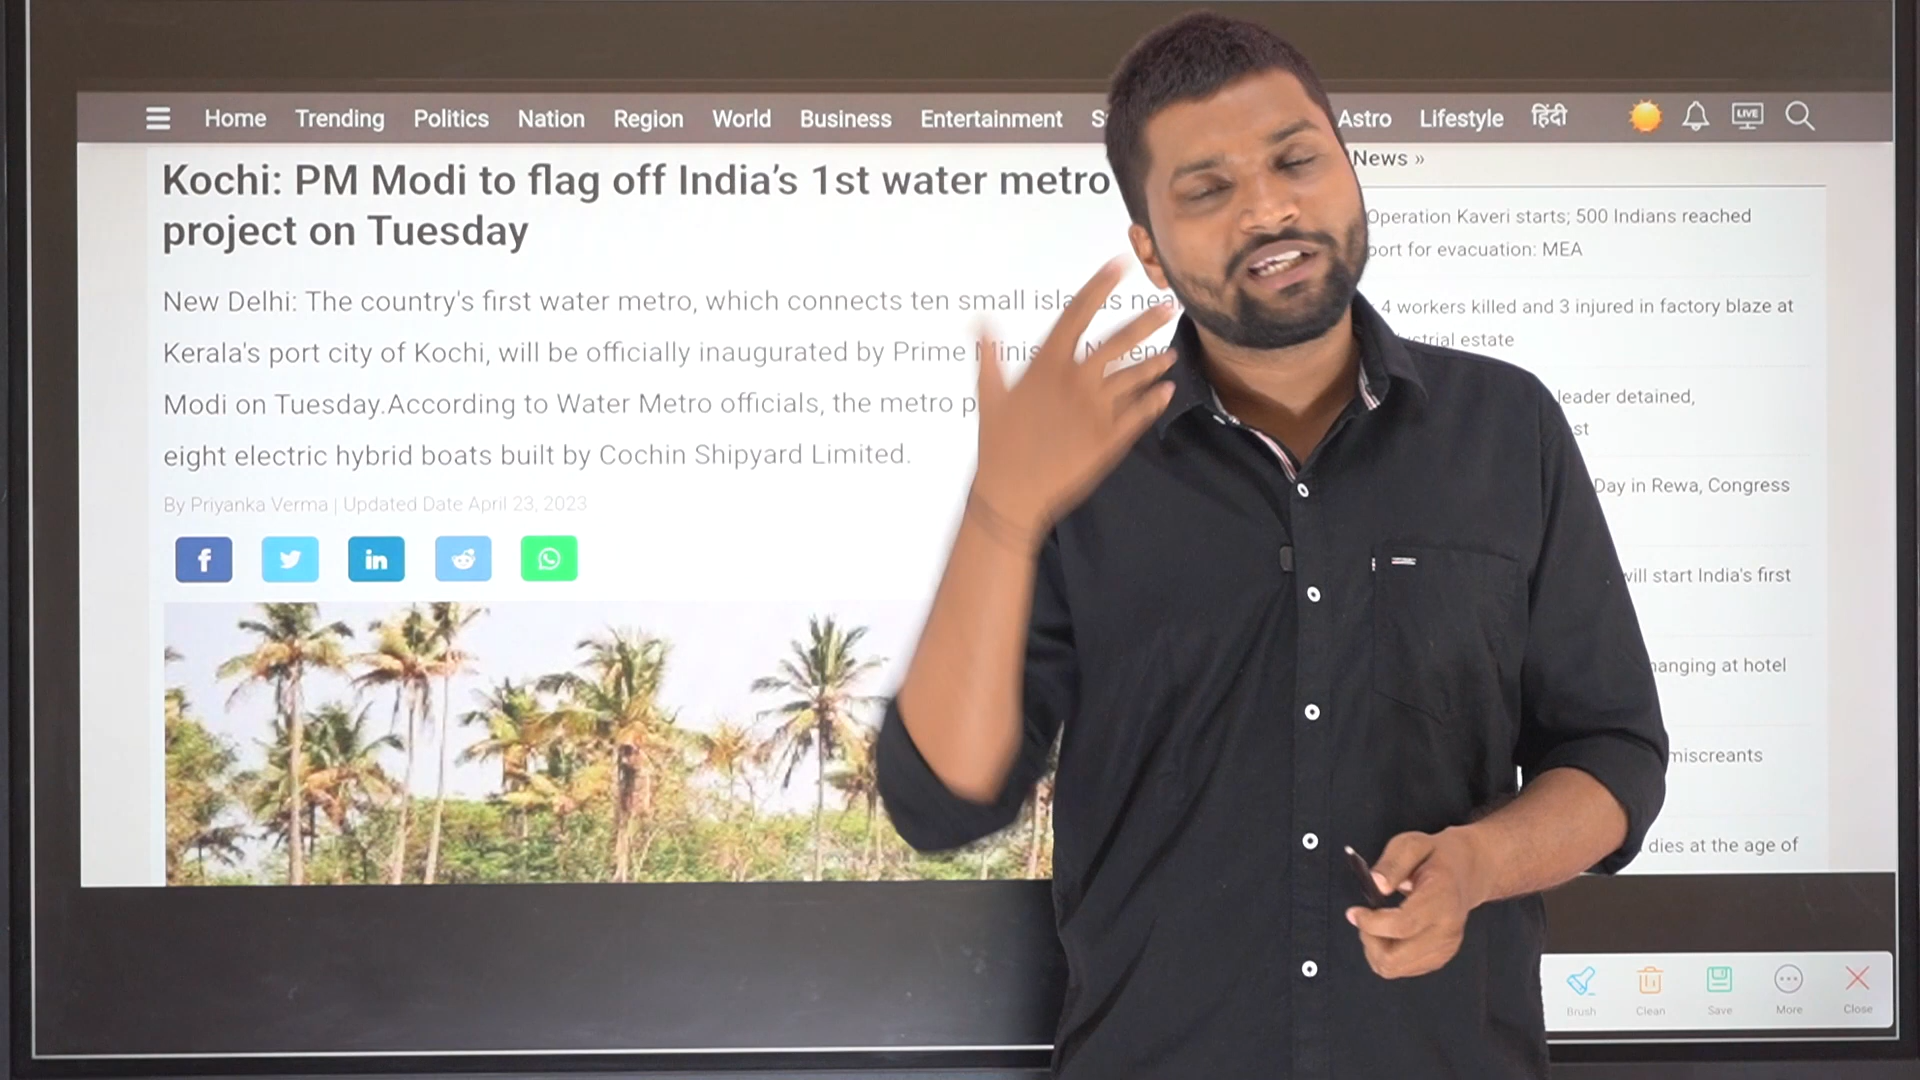 Home Trending Politics Nation Region World Business Entertainment Astro Lifestyle हिंदी LIVE
Kochi: PM Modi to flag off India's 1st water metro
project on Tuesday
New Delhi: The country's first water metro, which connects ten small
Kerala's port city of Kochi, will be officially inaugurated by Prime
Modi on Tuesday.According to Water Metro officials, the metro
eight electric hybrid boats built by Cochin Shipyard Limited.
By Priyanka Verma | Updated Date April 23, 2023
News »
Operation Kaveri starts; 500 Indians reached
port for evacuation: MEA
4 workers killed and 3 injured in factory blaze at
estate
leader detained,
Day in Rewa, Congress
will start India's first
hanging at hotel
miscreants
dies at the age of
Brush Clean Save More Close